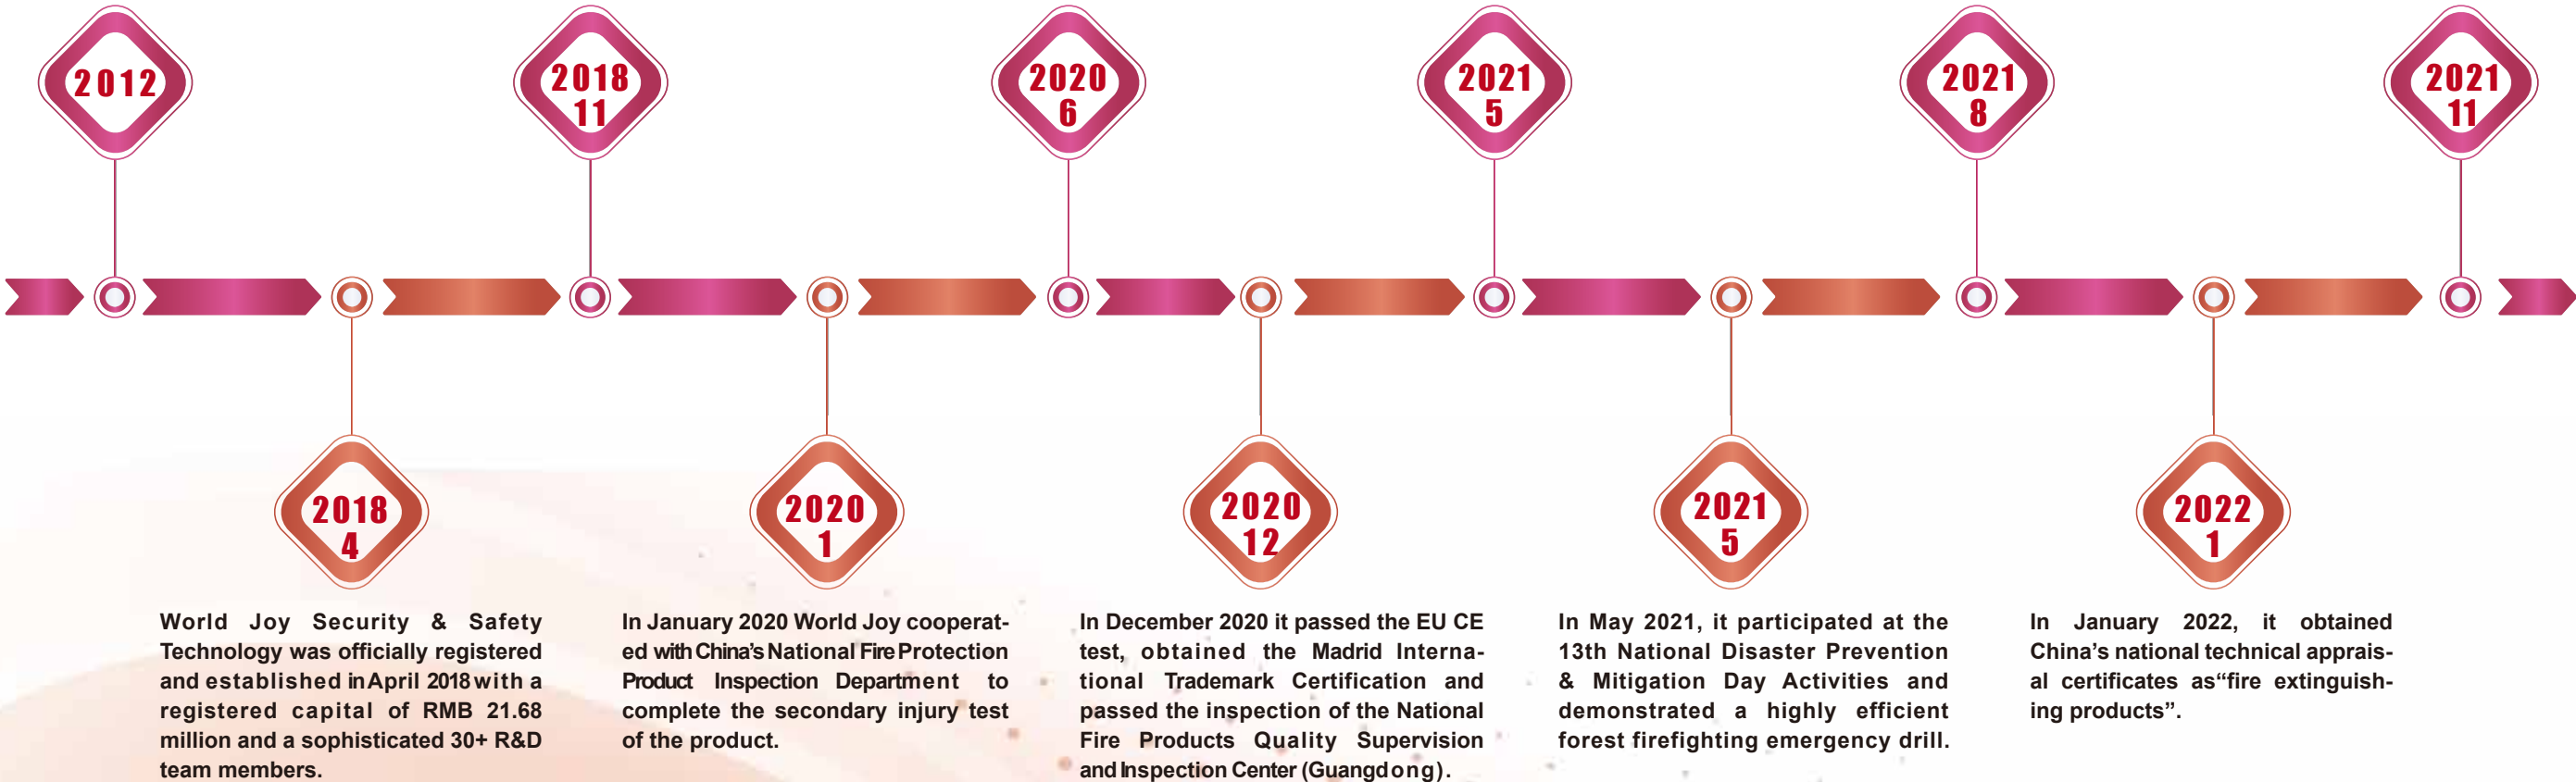 2012
2018
11
2020
6
2021
5
2021
8
2021
11
2018
4
2020
1
2020
12
2021
5
2022
1
World Joy Security & Safety
Technology was officially registered
and established in April 2018 with a
registered capital of RMB 21.68
million and a sophisticated 30+ R&D
team members.
In January 2020 World Joy cooperat-
ed with China’s National Fire Protection
Product Inspection Department to
complete the secondary injury test
of the product.
In December 2020 it passed the EU CE
test, obtained the Madrid Interna-
tional Trademark Certification and
passed the inspection of the National
Fire Products Quality Supervision
and Inspection Center (Guangdong).
In May 2021, it participated at the
13th National Disaster Prevention
& Mitigation Day Activities and
demonstrated a highly efficient
forest firefighting emergency drill.
In January 2022, it obtained
China’s national technical apprais-
al certificates as“fire extinguish-
ing products”.